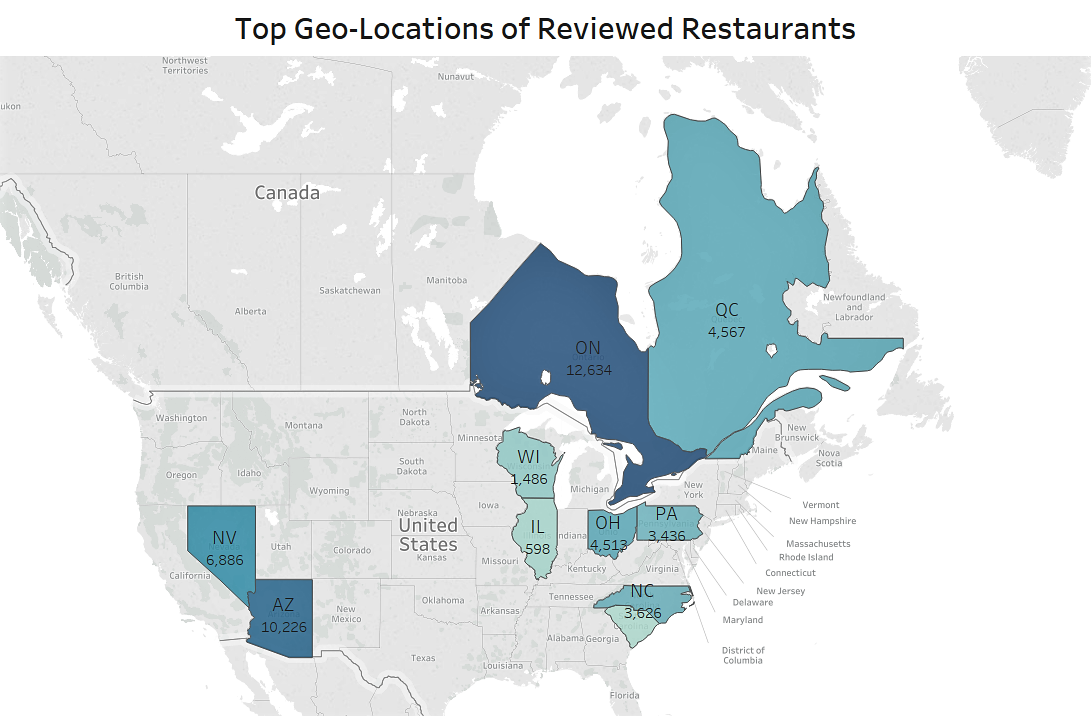 Top Geo-Locations of Reviewed Restaurants
Northwest
Territories
Nunavut
ukon
Canada
British
Columbia
Alberta
Saskatchewan
Manitoba
Newfoundland
and
Labrador
QC
4,567
ON
12,634
Washington
Montana
North
Dakota
Minnesota
New
Brunswick
Maine
Nova
Scotia
Oregon
Idaho
Wyoming
South
Dakota
WI
1,486
Michigan
New
York
Vermont
New Hampshire
Massachusetts
Rhode Island
Connecticut
New Jersey
Delaware
Maryland
District of
Columbia
Iowa
Nebraska
United
States
IL
598
Indiana
OH
4,513
PA
3,436
NV
6,886
Utah
Colorado
Kansas
Missouri
Kentucky
Virginia
California
AZ
10,226
New
Mexico
Oklahoma
Arkansas
Tennessee
NC
3,626
Texas
Louisiana
Alabama
Georgia
Florida